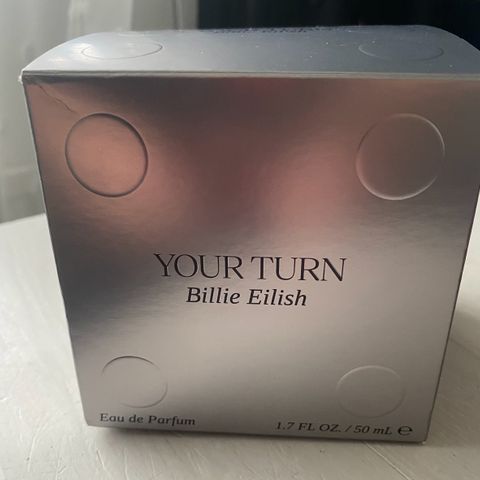 YOUR TURN
Billie Eilish
Eau de Parfum
1.7 FL OZ. / 50 mL ℮